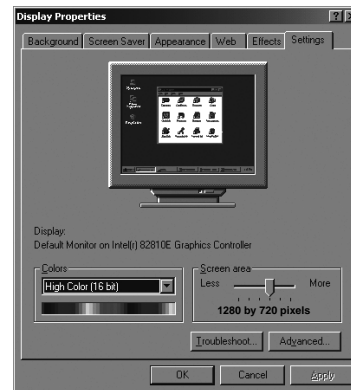 Display Properties
Background Screen Saver Appearance Web Effects Settings
Display:
Default Monitor on Intel(r) 82810E Graphics Controller
Colors
High Color (16 bit)
Screen area
Less More
1280 by 720 pixels
Troubleshoot... Advanced...
OK Cancel Apply